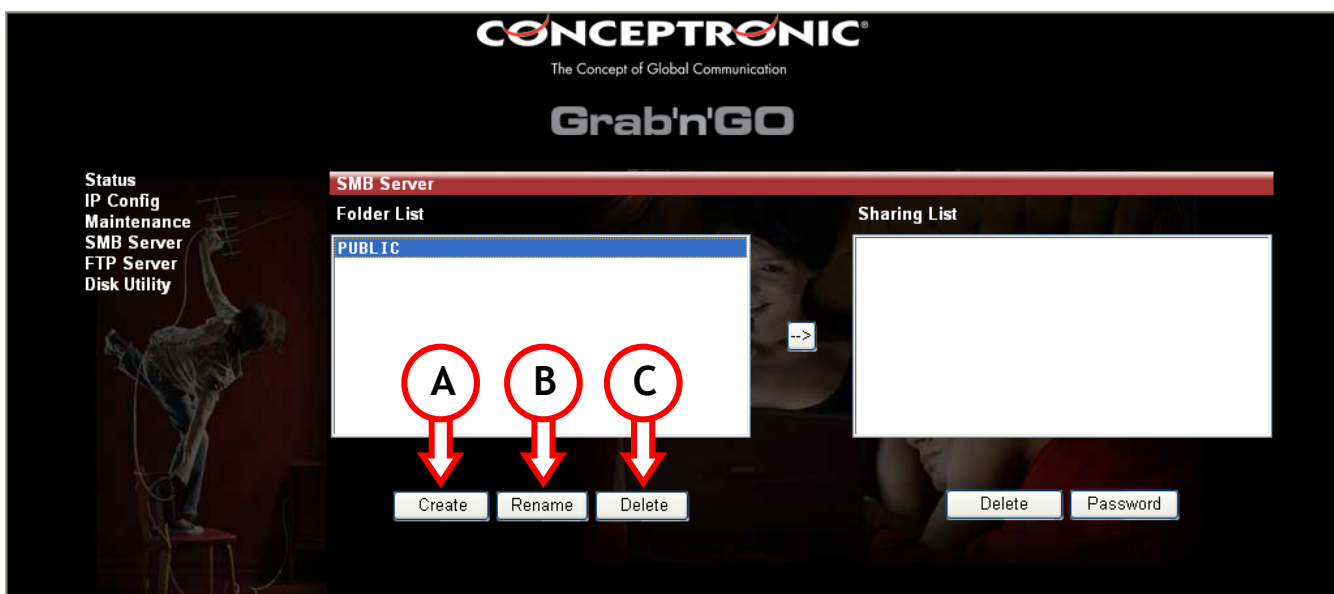 CONCEPTRONIC®
The Concept of Global Communication
Grab'n'GO
Status
IP Config
Maintenance
SMB Server
FTP Server
Disk Utility
SMB Server
Folder List
Sharing List
PUBLIC
-->
A B C
Create Rename Delete
Delete Password